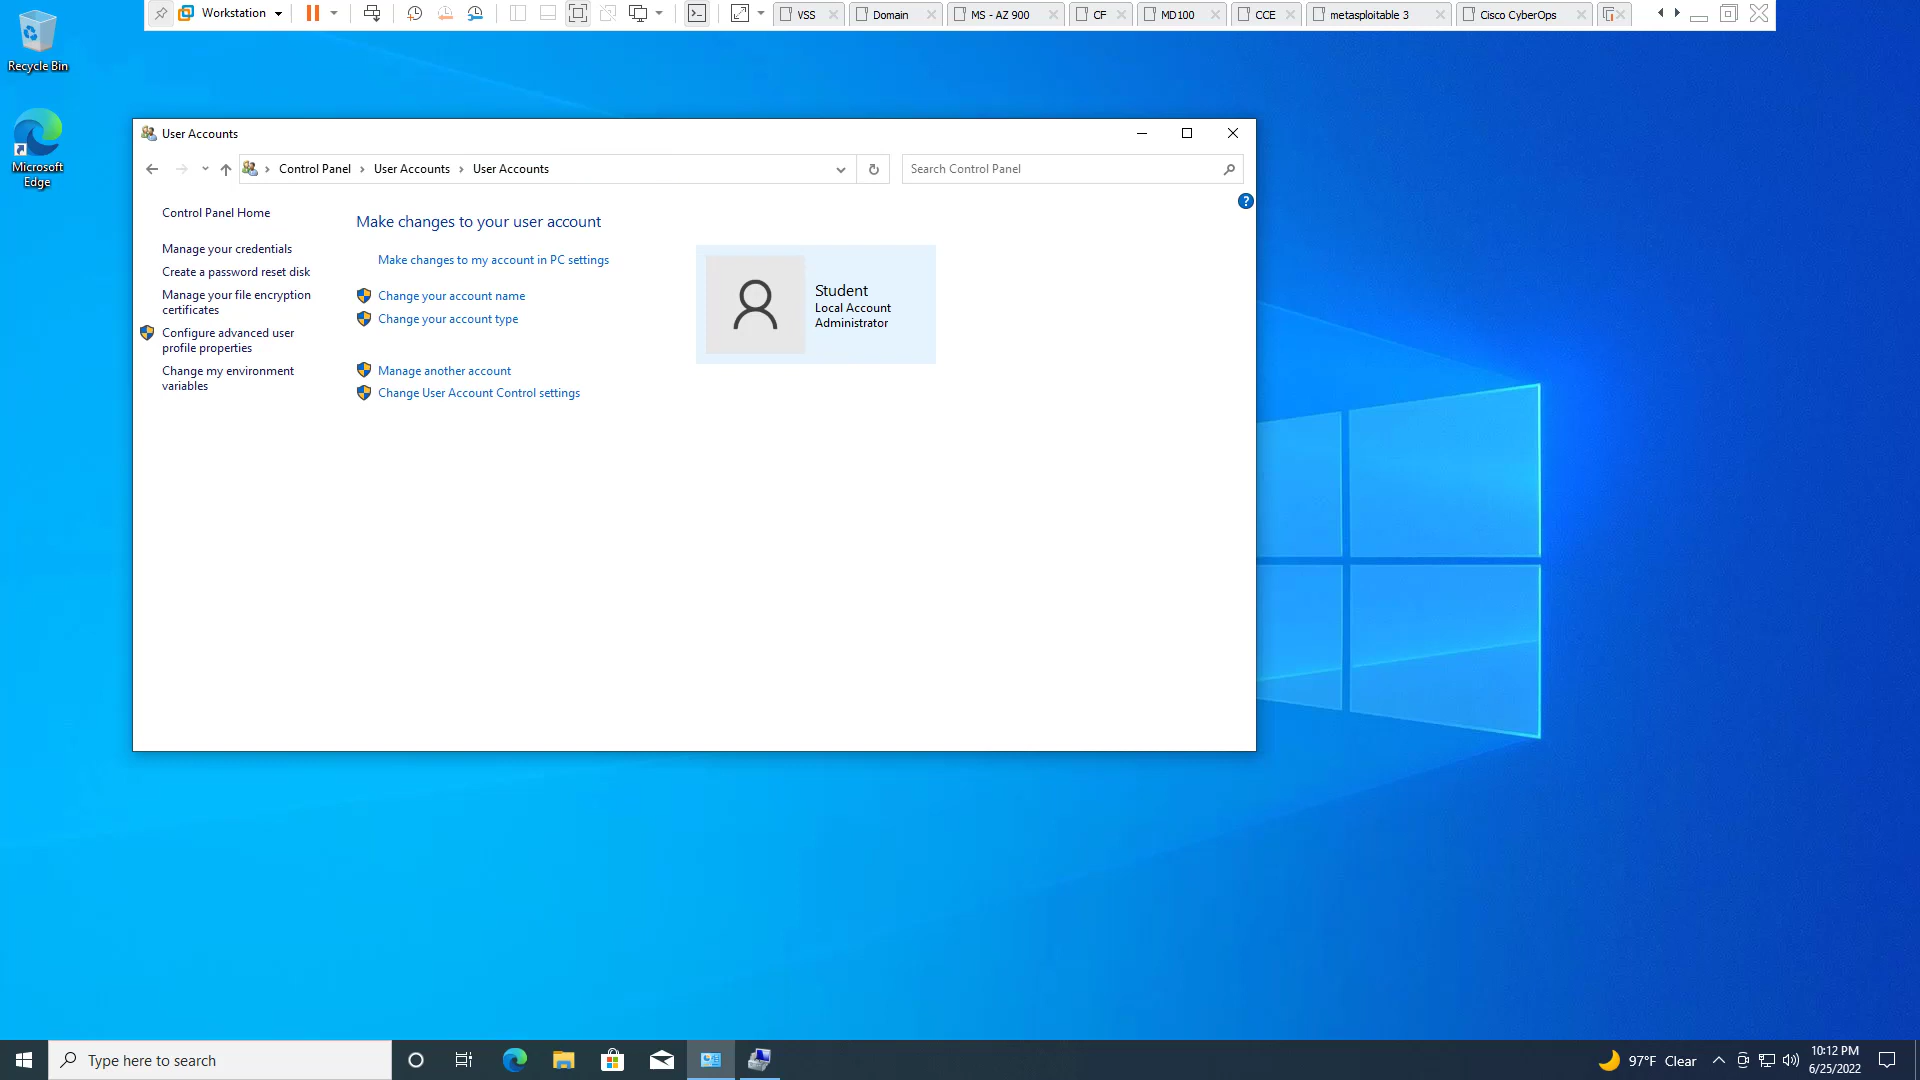 Workstation
VSS
Domain
MS - AZ 900
CF
MD100
CCE
metasploitable 3
Cisco CyberOps
Recycle Bin
Microsoft
Edge
User Accounts
Control Panel
User Accounts
User Accounts
Search Control Panel
Control Panel Home
Manage your credentials
Create a password reset disk
Manage your file encryption
certificates
Configure advanced user
profile properties
Change my environment
variables
Make changes to your user account
Make changes to my account in PC settings
Change your account name
Change your account type
Manage another account
Change User Account Control settings
Student
Local Account
Administrator
?
Type here to search
97°F Clear
10:12 PM
6/25/2022